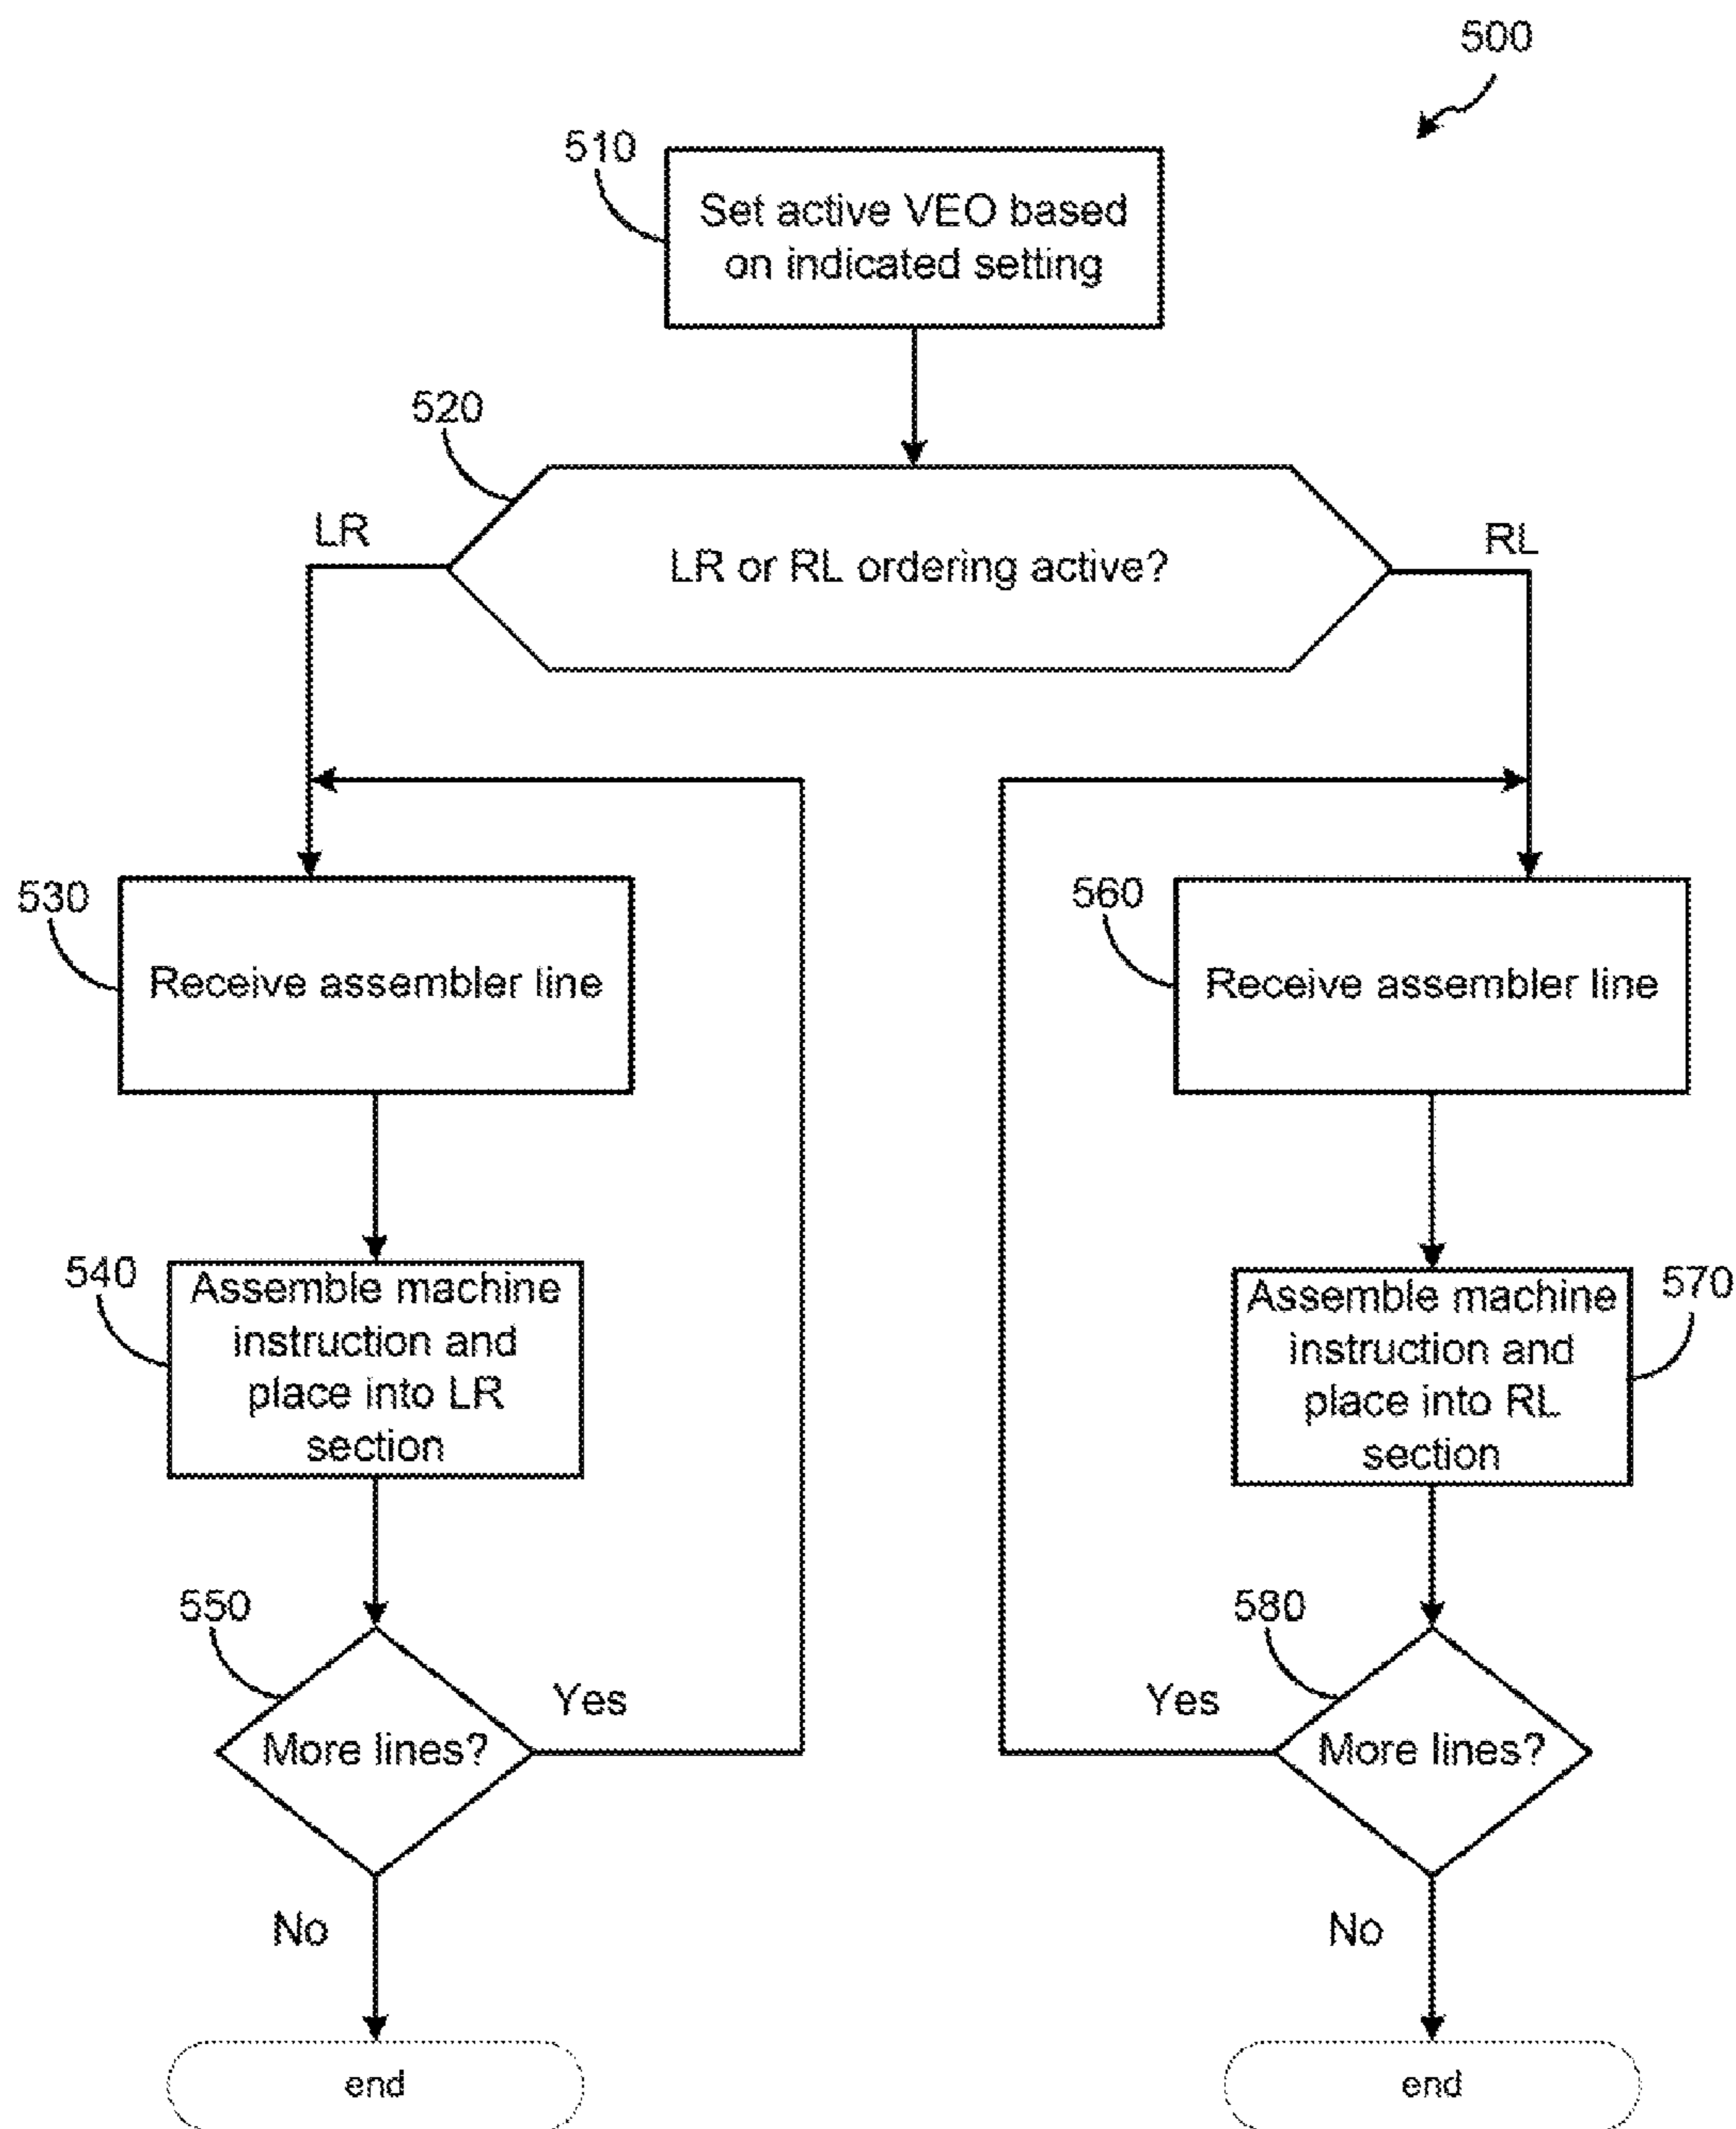 500
510
Set active VEO based
on indicated setting
520
LR
LR or RL ordering active?
RL
530
Receive assembler line
560
Receive assembler line
540
Assemble machine
instruction and
place into LR
section
570
Assemble machine
instruction and
place into RL
section
550
More lines?
Yes
580
More lines?
Yes
No
No
end
end